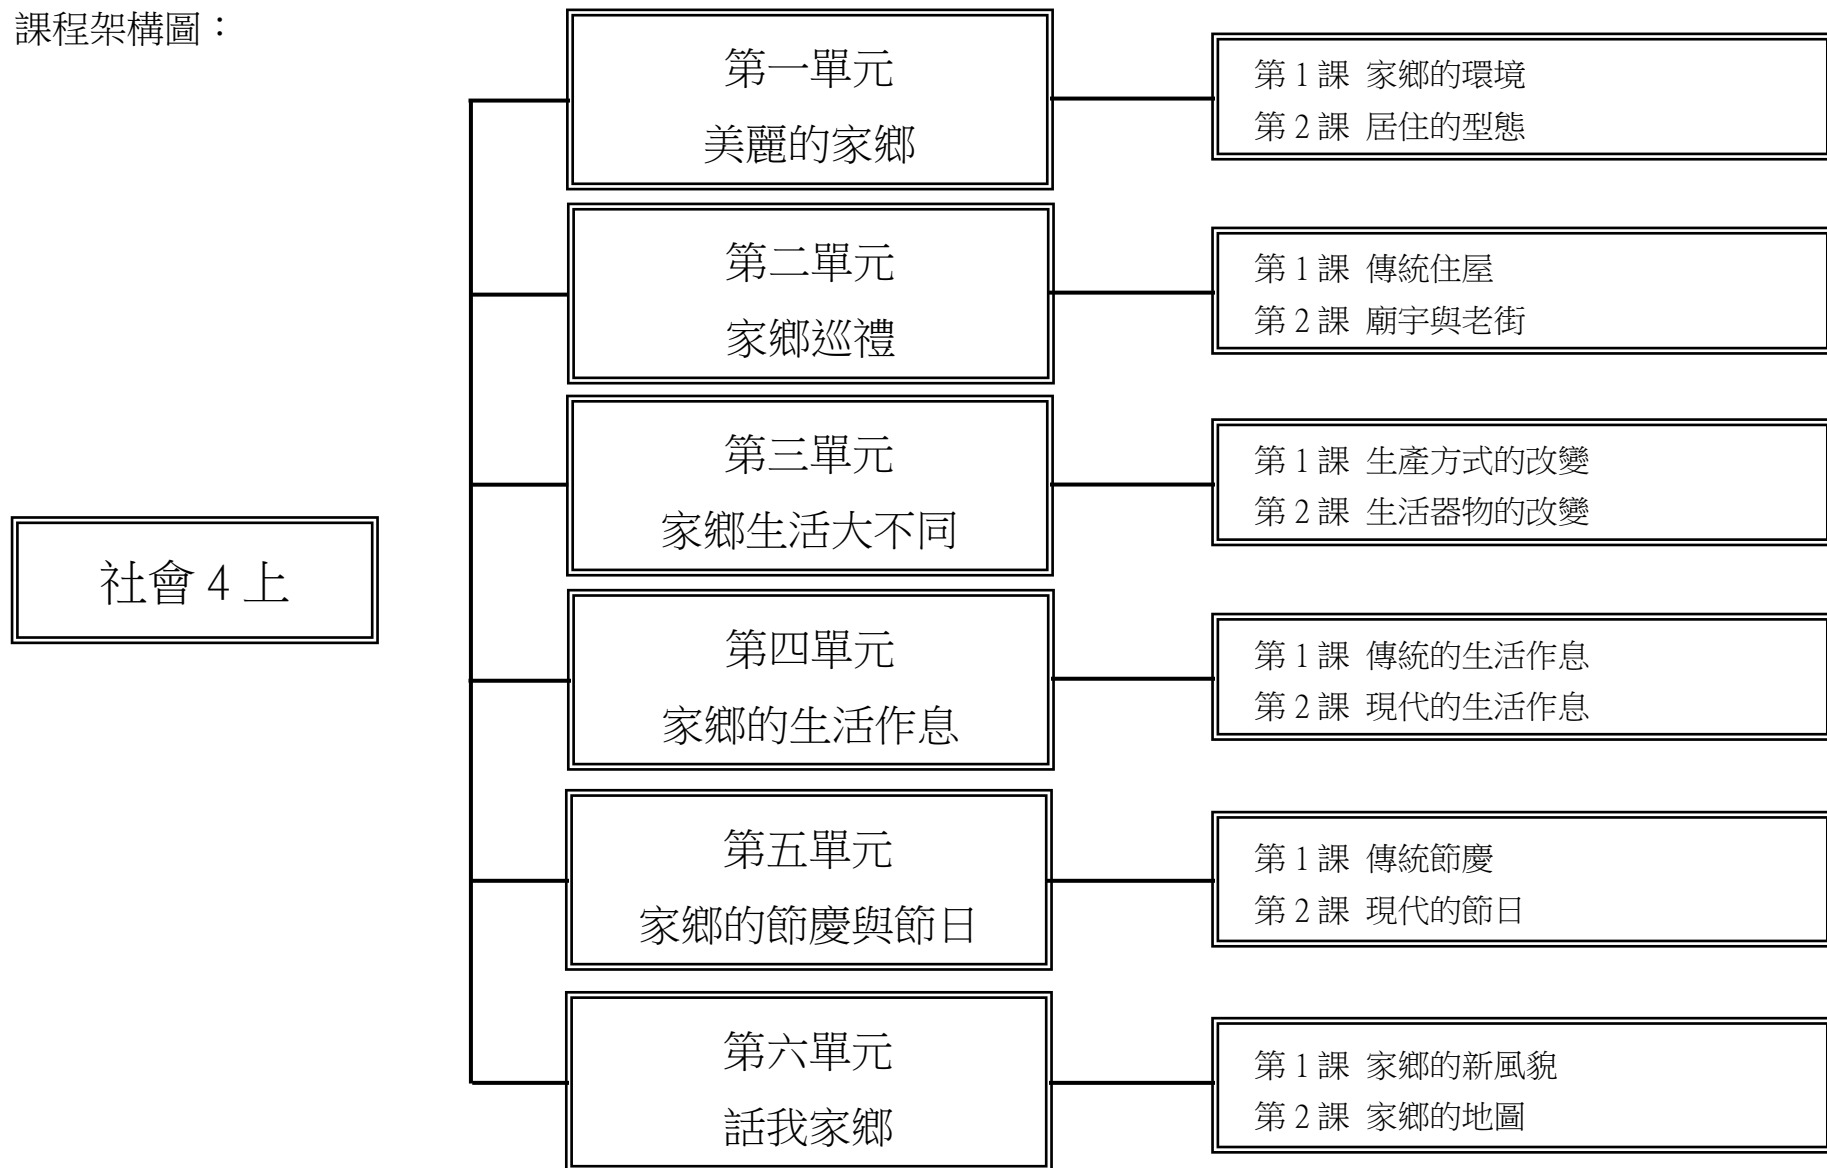 課程架構圖：
社會 4 上
第一單元
美麗的家鄉
第 1 課 家鄉的環境
第 2 課 居住的型態
第二單元
家鄉巡禮
第 1 課 傳統住屋
第 2 課 廟宇與老街
第三單元
家鄉生活大不同
第 1 課 生產方式的改變
第 2 課 生活器物的改變
第四單元
家鄉的生活作息
第 1 課 傳統的生活作息
第 2 課 現代的生活作息
第五單元
家鄉的節慶與節日
第 1 課 傳統節慶
第 2 課 現代的節日
第六單元
話我家鄉
第 1 課 家鄉的新風貌
第 2 課 家鄉的地圖